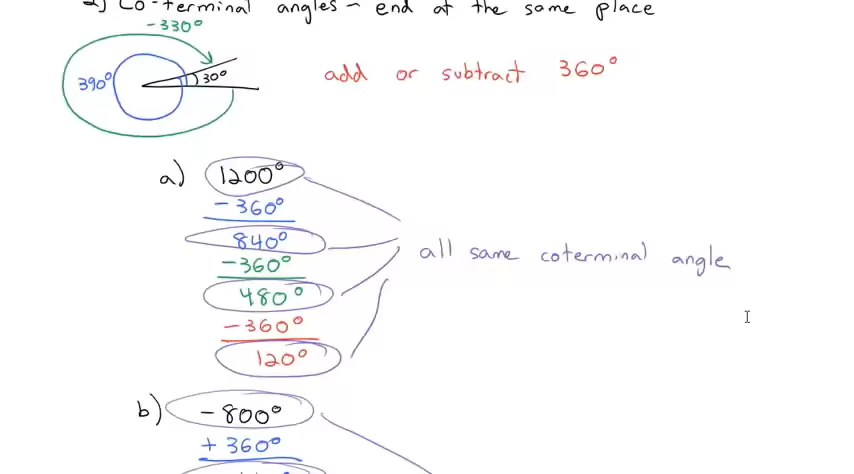 Co-terminal angles – end at the same place
-330°
390°
30°
add or subtract 360°
a) 1200°
- 360°
840°
- 360°
480°
- 360°
120°
all same coterminal angle
b) - 800°
+ 360°